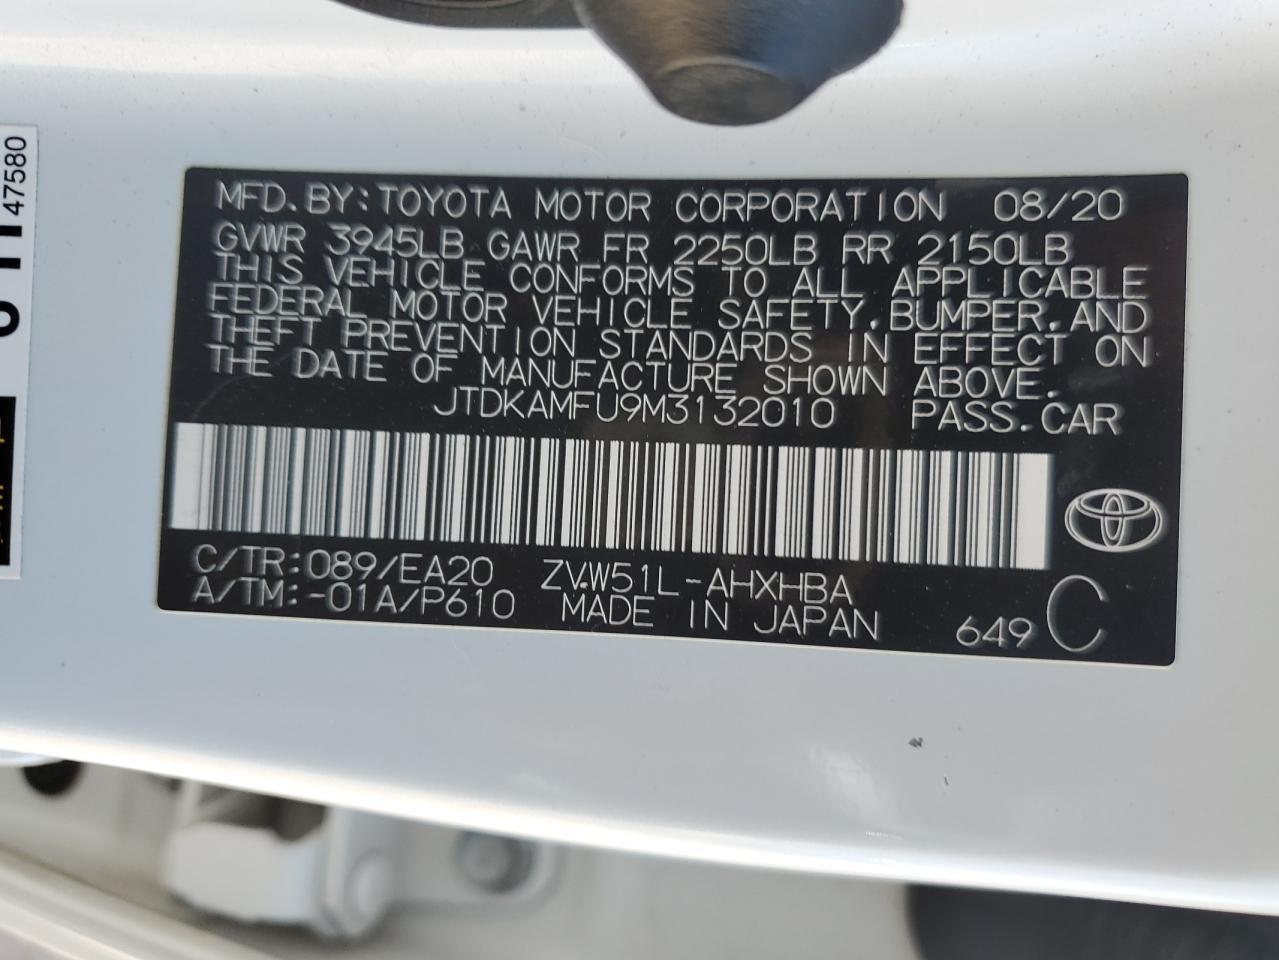 MFD. BY: TOYOTA MOTOR CORPORATION 08/20
GVWR 3945LB GAWR FR 2250LB RR 2150LB
THIS VEHICLE CONFORMS TO ALL APPLICABLE
FEDERAL MOTOR VEHICLE SAFETY, BUMPER, AND
THEFT PREVENTION STANDARDS IN EFFECT ON
THE DATE OF MANUFACTURE SHOWN ABOVE.
JTDKAMFU9M3132010 PASS. CAR
C/TR: 089/EA20 ZVW51L-AHXHBA
A/TM: -01A/P610 MADE IN JAPAN 649 C
47580